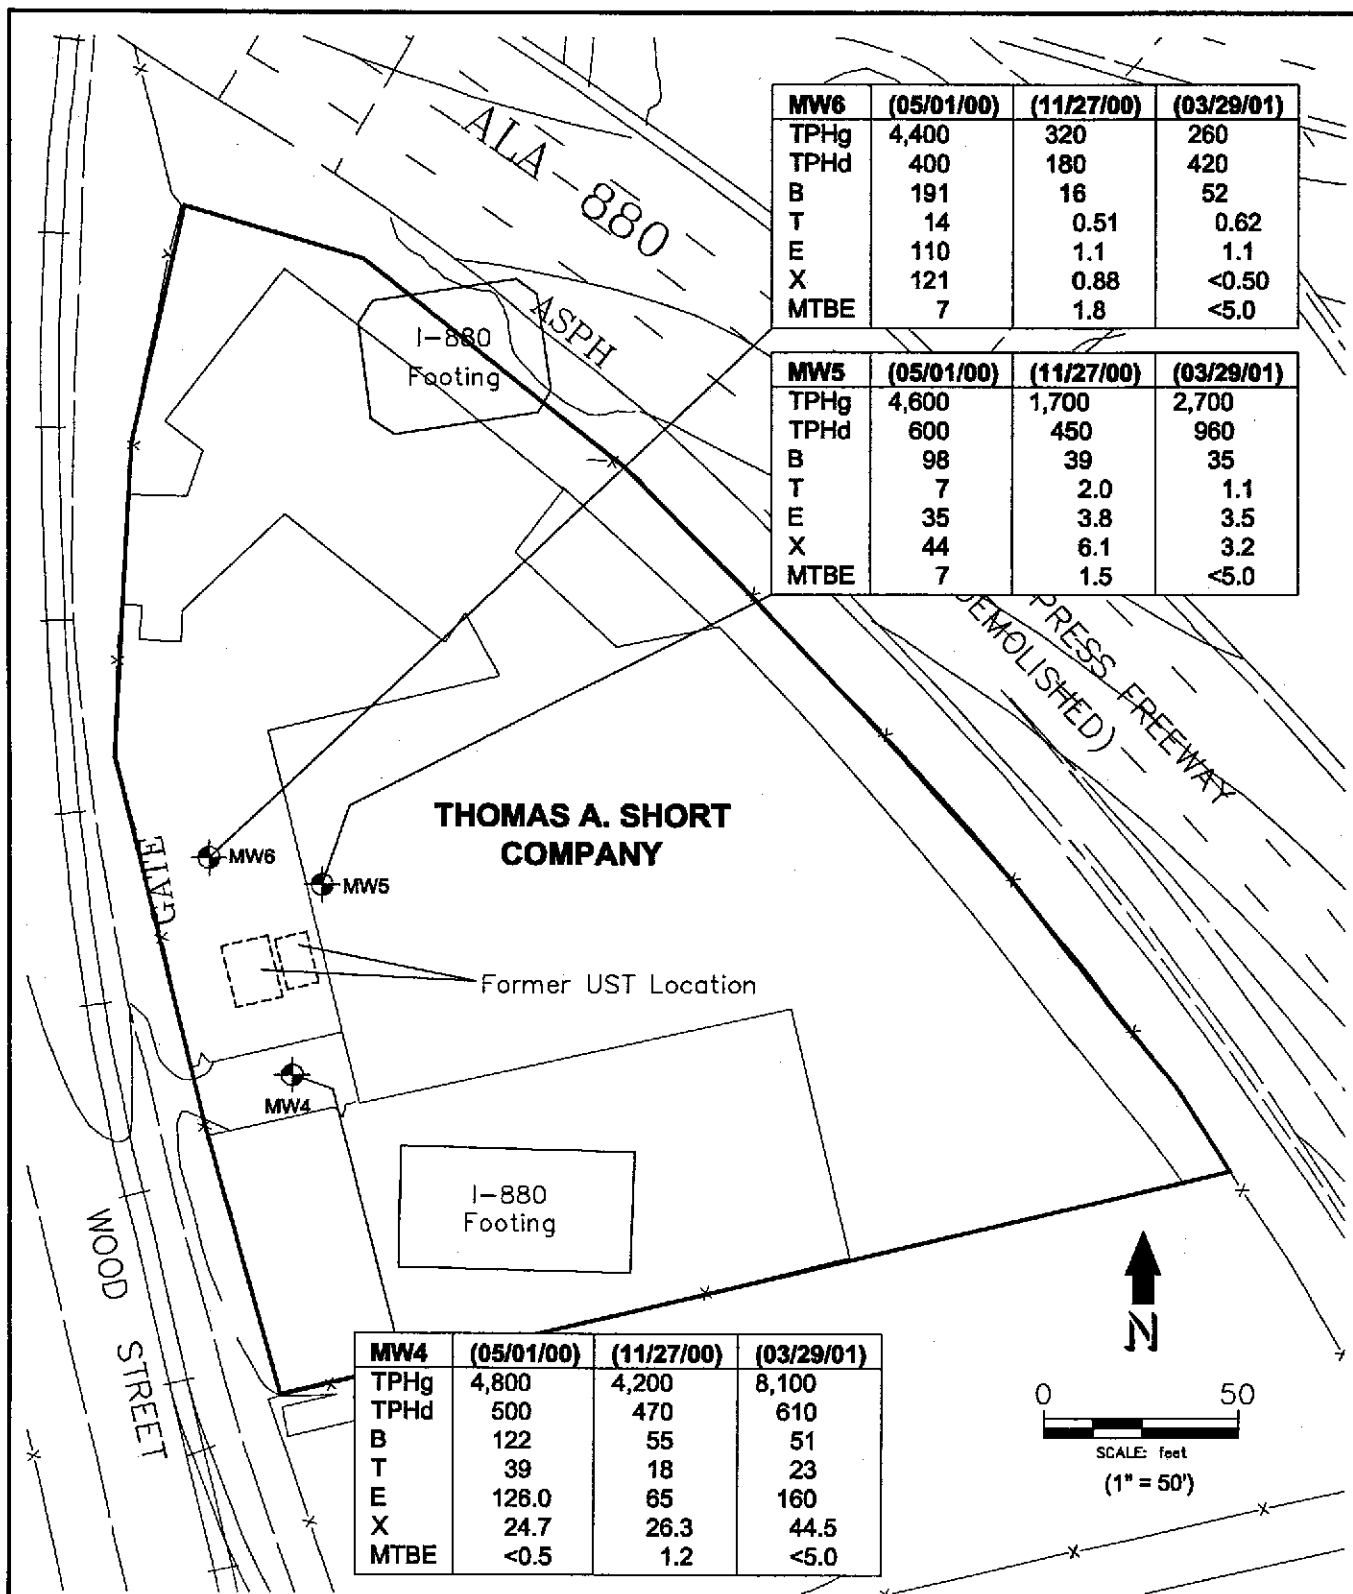 ALA 880
MW6 (05/01/00) (11/27/00) (03/29/01)
TPHg 4,400 320 260
TPHd 400 180 420
B 191 16 52
T 14 0.51 0.62
E 110 1.1 1.1
X 121 0.88 <0.50
MTBE 7 1.8 <5.0
ASPH
I-880
Footing
MW5 (05/01/00) (11/27/00) (03/29/01)
TPHg 4,600 1,700 2,700
TPHd 600 450 960
B 98 39 35
T 7 2.0 1.1
E 35 3.8 3.5
X 44 6.1 3.2
MTBE 7 1.5 <5.0
PRESS FREEWAY
DEMOLISHED)
THOMAS A. SHORT
COMPANY
GATE
MW6
MW5
Former UST Location
MW4
I-880
Footing
WOOD STREET
N
0 50
SCALE: feet
(1" = 50')
MW4 (05/01/00) (11/27/00) (03/29/01)
TPHg 4,800 4,200 8,100
TPHd 500 470 610
B 122 55 51
T 39 18 23
E 126.0 65 160
X 24.7 26.3 44.5
MTBE <0.5 1.2 <5.0